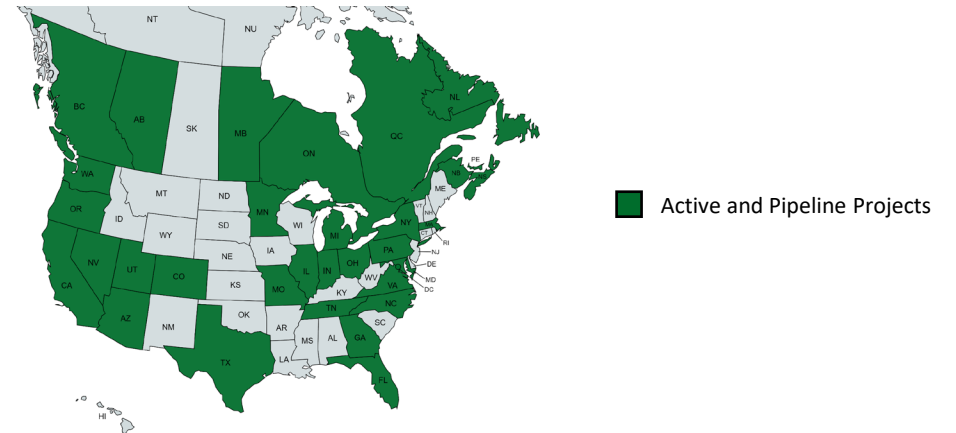 NT
NU
BC
AB
SK
MB
ON
QC
NL
PE
NB
WA
MT
ND
MN
ME
VT
NH
OR
ID
SD
WI
MI
NY
WY
IA
CT
RI
NV
NE
IL
IN
OH
PA
NJ
UT
CO
DE
CA
KS
MO
WV
VA
MD
KY
DC
AZ
NM
OK
TN
NC
AR
SC
MS
AL
GA
TX
LA
FL
HI
Active and Pipeline Projects